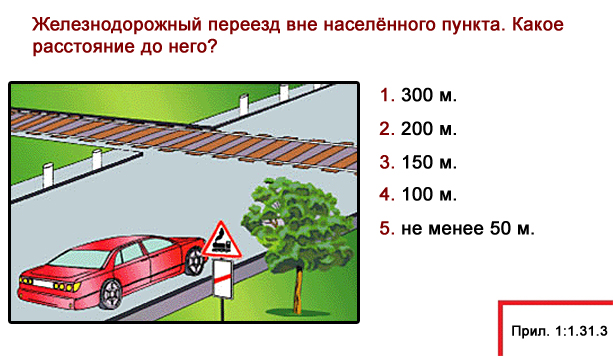 Железнодорожный переезд вне населённого пункта. Какое
расстояние до него?
1. 300 м.
2. 200 м.
3. 150 м.
4. 100 м.
5. не менее 50 м.
Прил. 1:1.31.3